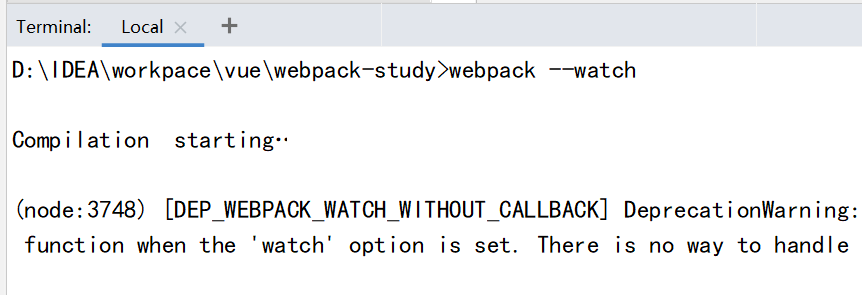 Terminal: Local × +
D:\IDEA\workpace\vue\webpack-study>webpack --watch
Compilation  starting…
(node:3748) [DEP_WEBPACK_WATCH_WITHOUT_CALLBACK] DeprecationWarning:
function when the 'watch' option is set. There is no way to handle